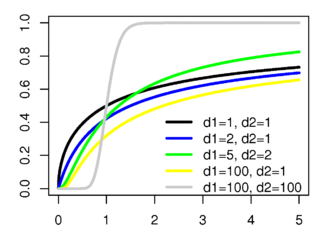 1.0
0.8
0.6
0.4
0.2
0.0
d1=1, d2=1
d1=2, d2=1
d1=5, d2=2
d1=100, d2=1
d1=100, d2=100
0 1 2 3 4 5